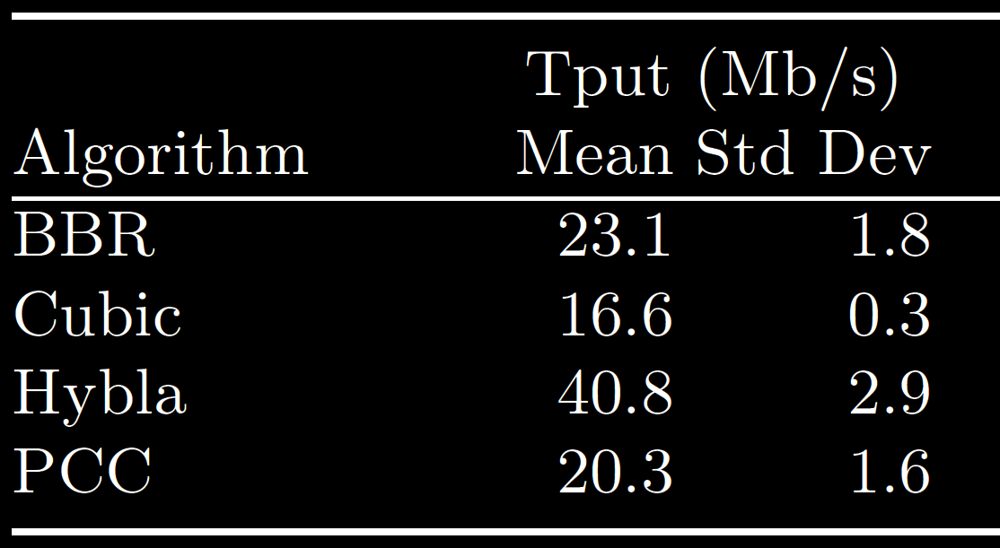 Tput (Mb/s)
Algorithm Mean Std Dev
BBR 23.1 1.8
Cubic 16.6 0.3
Hybla 40.8 2.9
PCC 20.3 1.6